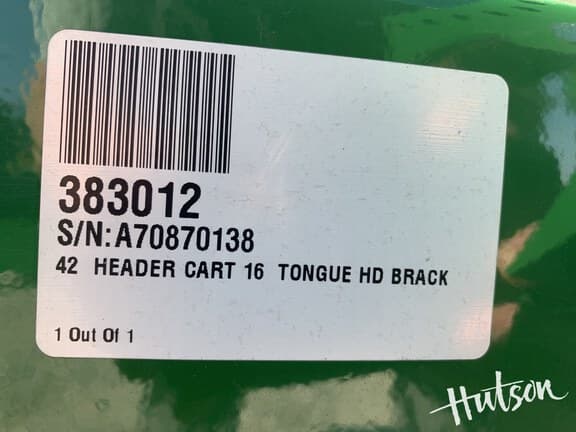 383012
S/N:A70870138
42 HEADER CART 16 TONGUE HD BRACK
1 Out Of 1
Hutson